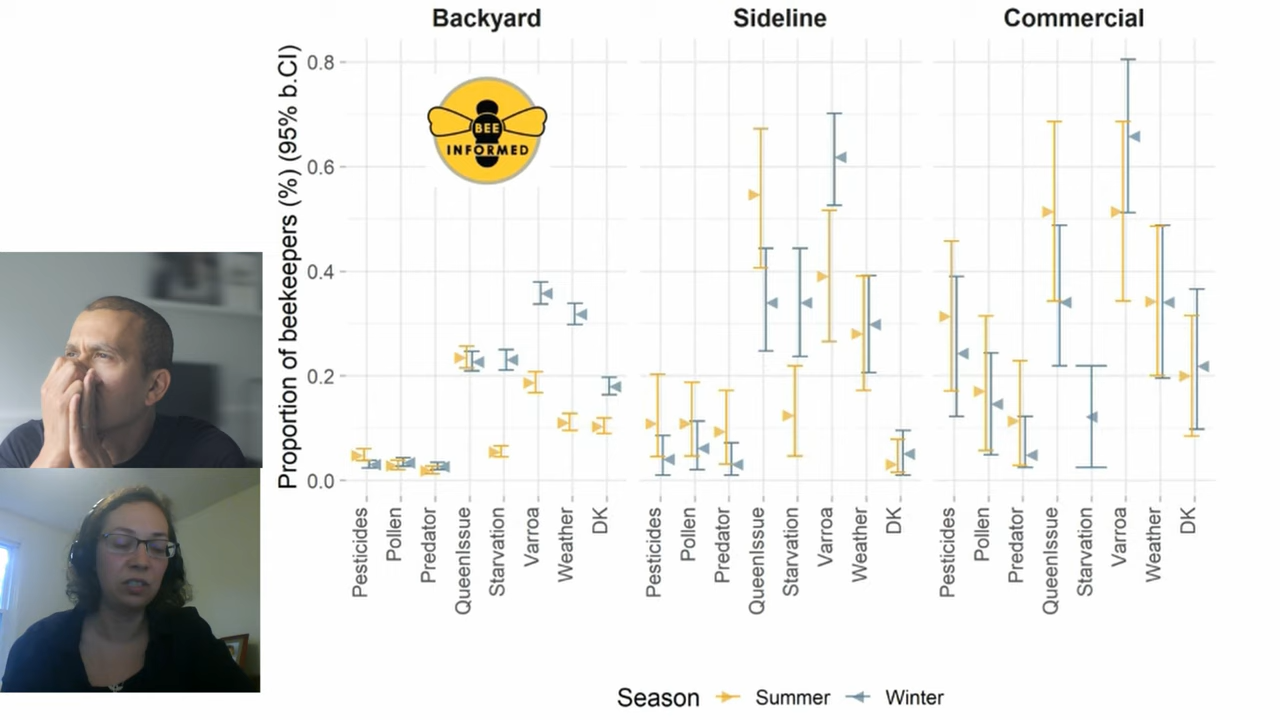 Backyard
Sideline
Commercial
Proportion of beekeepers (%) (95% b.CI)
0.8
0.6
0.4
0.2
0.0
BEE
INFORMED
Pesticides
Pollen
Predator
QueenIssue
Starvation
Varroa
Weather
DK
Pesticides
Pollen
Predator
QueenIssue
Starvation
Varroa
Weather
DK
Pesticides
Pollen
Predator
QueenIssue
Starvation
Varroa
Weather
DK
Season Summer Winter